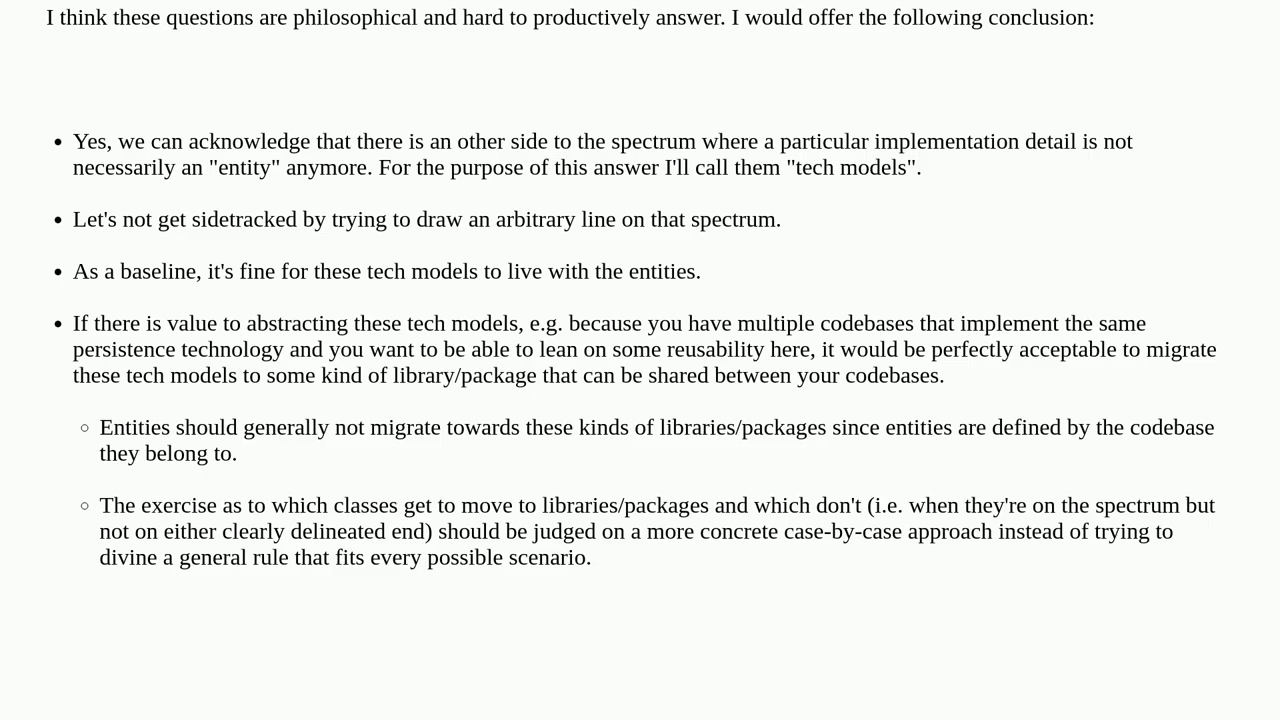 I think these questions are philosophical and hard to productively answer. I would offer the following conclusion:
• Yes, we can acknowledge that there is an other side to the spectrum where a particular implementation detail is not
necessarily an "entity" anymore. For the purpose of this answer I'll call them "tech models".
• Let's not get sidetracked by trying to draw an arbitrary line on that spectrum.
• As a baseline, it's fine for these tech models to live with the entities.
• If there is value to abstracting these tech models, e.g. because you have multiple codebases that implement the same
persistence technology and you want to be able to lean on some reusability here, it would be perfectly acceptable to migrate
these tech models to some kind of library/package that can be shared between your codebases.
◦ Entities should generally not migrate towards these kinds of libraries/packages since entities are defined by the codebase
they belong to.
◦ The exercise as to which classes get to move to libraries/packages and which don't (i.e. when they're on the spectrum but
not on either clearly delineated end) should be judged on a more concrete case-by-case approach instead of trying to
divine a general rule that fits every possible scenario.